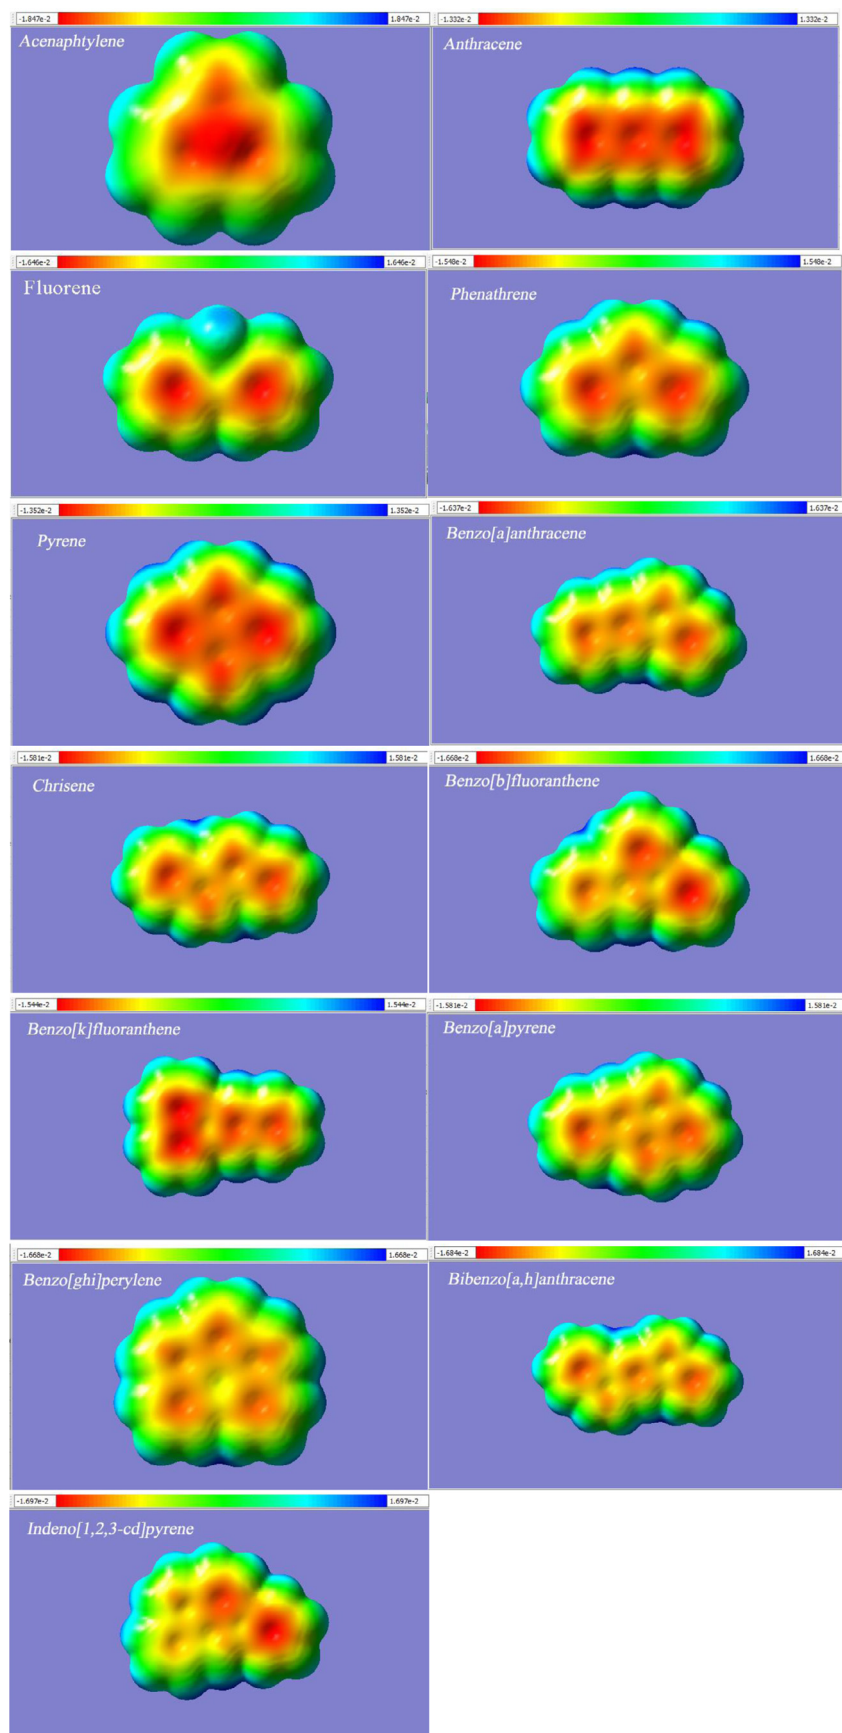 -1.847e-2 1.847e-2
Acenaphtylene
-1.332e-2 1.332e-2
Anthracene
-1.646e-2 1.646e-2
Fluorene
-1.548e-2 1.548e-2
Phenathrene
-1.352e-2 1.352e-2
Pyrene
-1.637e-2 1.637e-2
Benzo[a]anthracene
-1.581e-2 1.581e-2
Chrisene
-1.668e-2 1.668e-2
Benzo[b]fluoranthene
-1.544e-2 1.544e-2
Benzo[k]fluoranthene
-1.581e-2 1.581e-2
Benzo[a]pyrene
-1.668e-2 1.668e-2
Benzo[ghi]perylene
-1.684e-2 1.684e-2
Bibenzo[a,h]anthracene
-1.697e-2 1.697e-2
Indeno[1,2,3-cd]pyrene